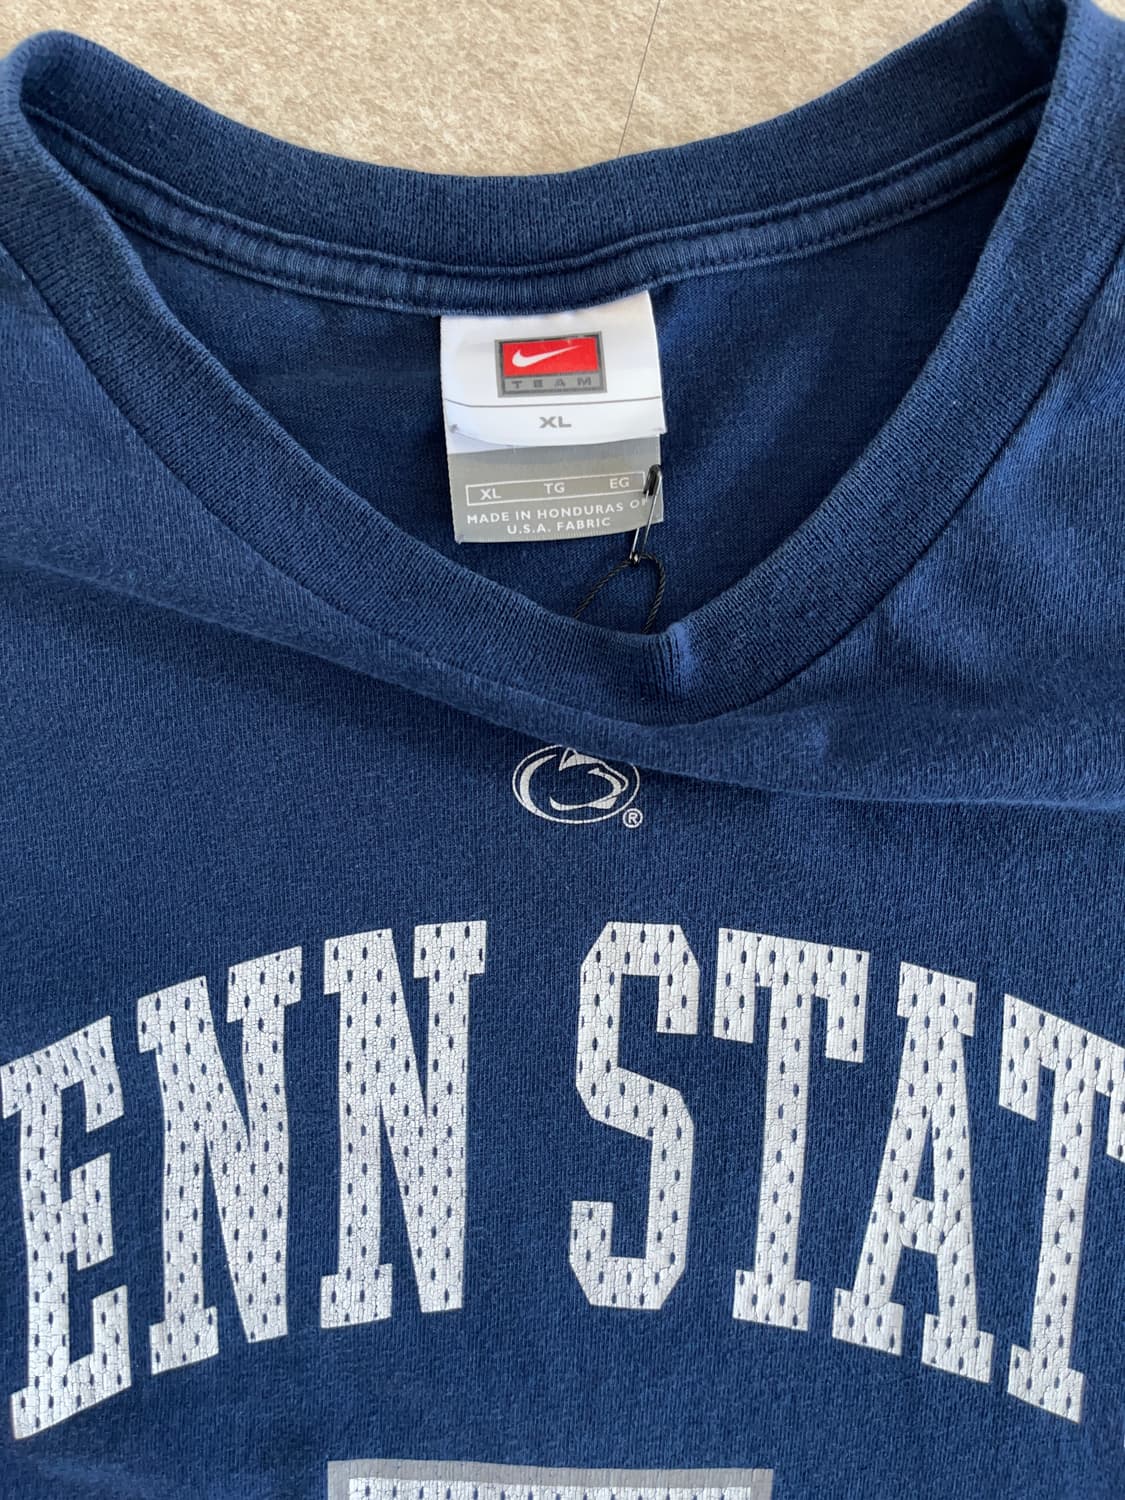 TEAM
XL
XL TG EG
MADE IN HONDURAS OF
U.S.A. FABRIC
®
ENN STAT